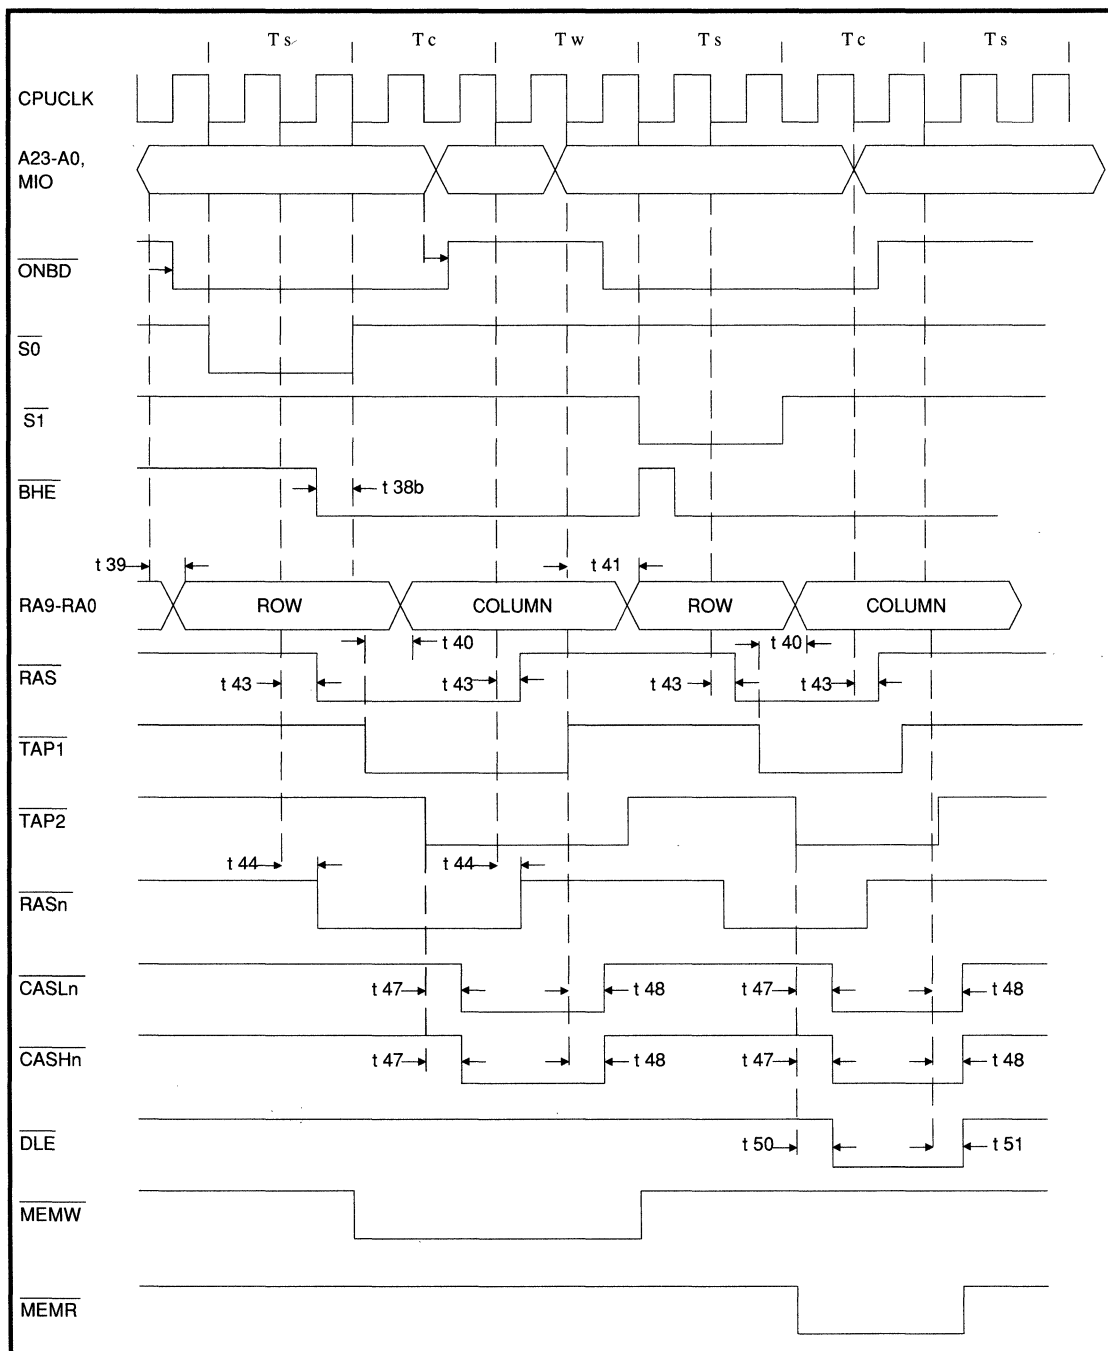 Ts Tc Tw Ts Tc Ts
CPUCLK
A23-A0,
MIO
ONBD
S0
S1
BHE
t 38b
t 39
t 41
RA9-RA0
ROW
COLUMN
ROW
COLUMN
t 40
t 40
RAS
t 43
t 43
t 43
t 43
TAP1
TAP2
t 44
t 44
RASn
CASLn
t 47
t 48
t 47
t 48
CASHn
t 47
t 48
t 47
t 48
DLE
t 50
t 51
MEMW
MEMR